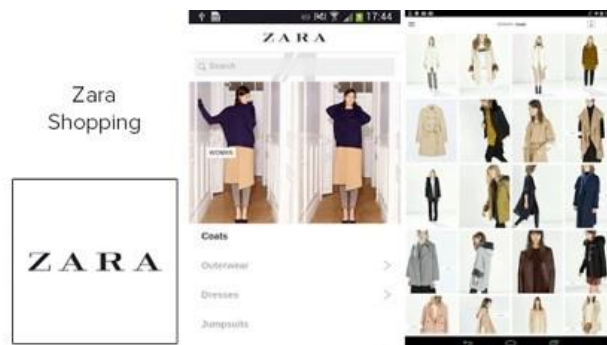 Zara
Shopping
ZARA
17:44
ZARA
Search
WOMAN
Coats
Outerwear
Dresses
Jumpsuits